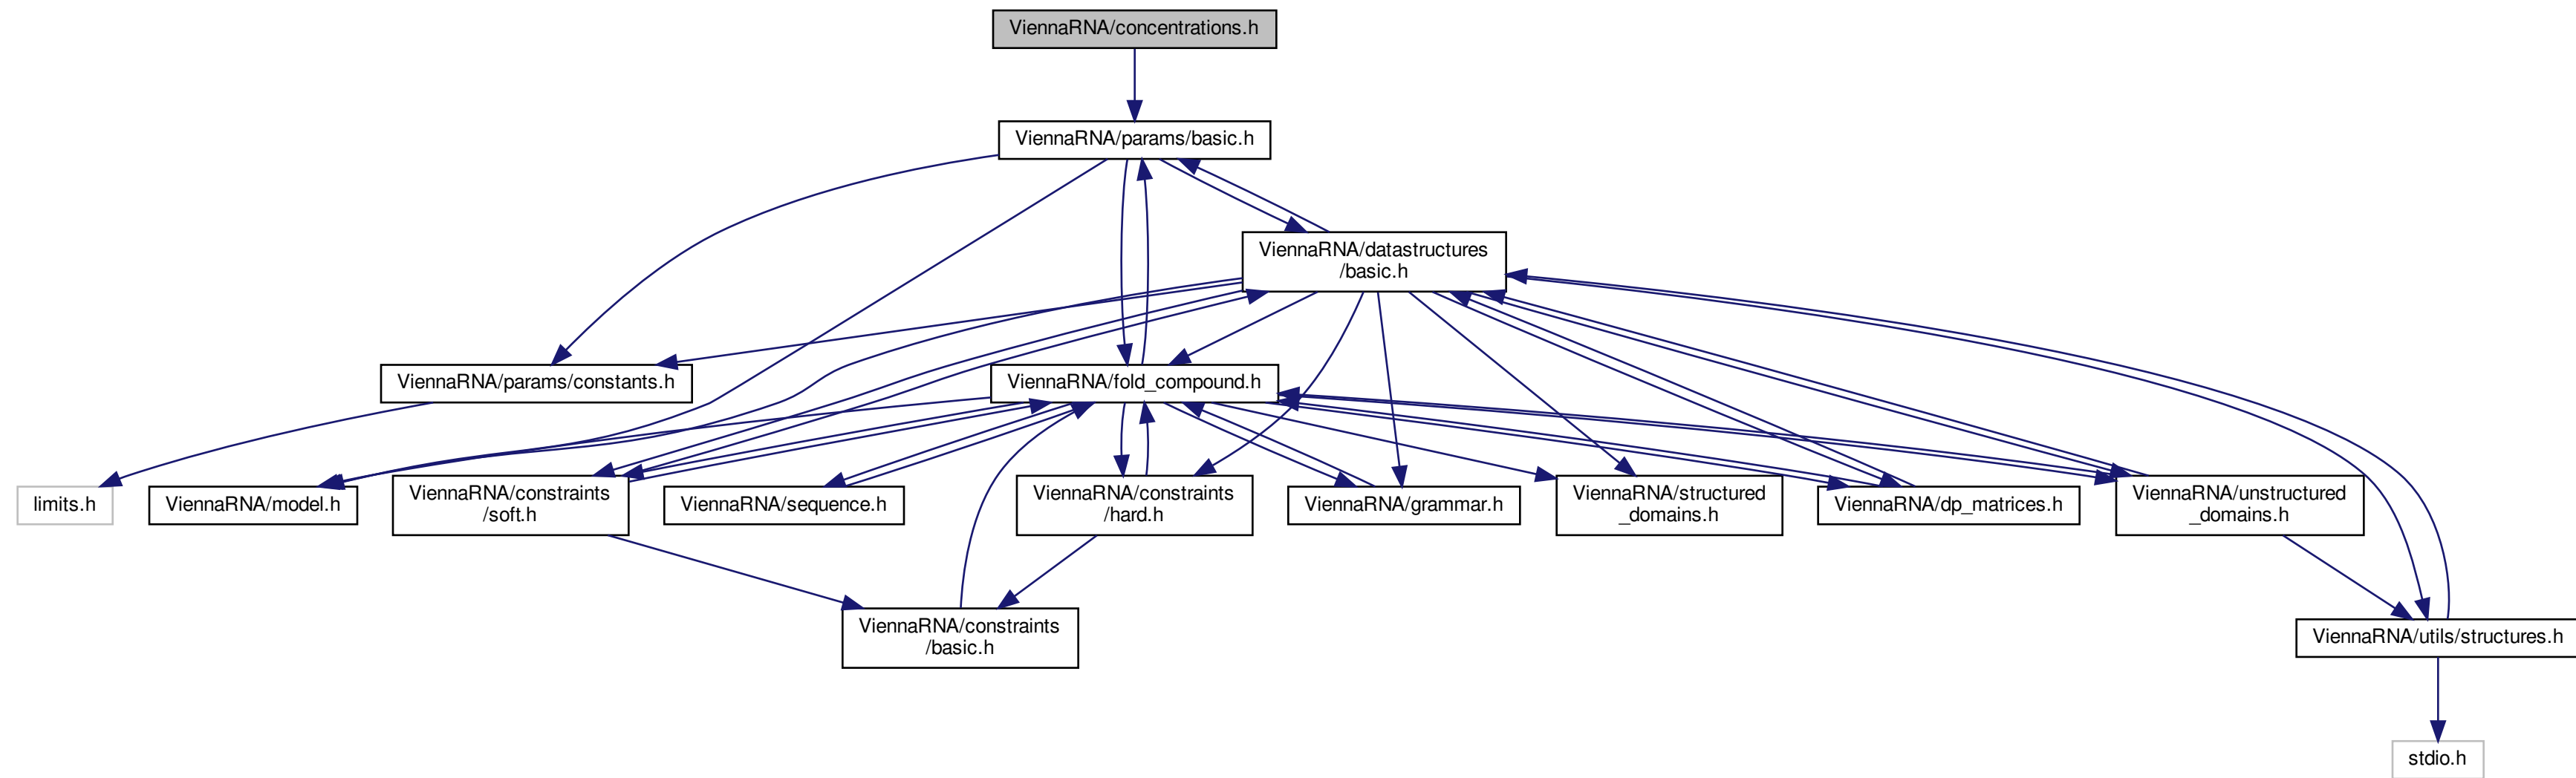 ViennaRNA/concentrations.h
ViennaRNA/params/basic.h
ViennaRNA/datastructures
/basic.h
ViennaRNA/params/constants.h
ViennaRNA/fold_compound.h
limits.h
ViennaRNA/model.h
ViennaRNA/constraints
/soft.h
ViennaRNA/sequence.h
ViennaRNA/constraints
/hard.h
ViennaRNA/grammar.h
ViennaRNA/structured
_domains.h
ViennaRNA/dp_matrices.h
ViennaRNA/unstructured
_domains.h
ViennaRNA/constraints
/basic.h
ViennaRNA/utils/structures.h
stdio.h